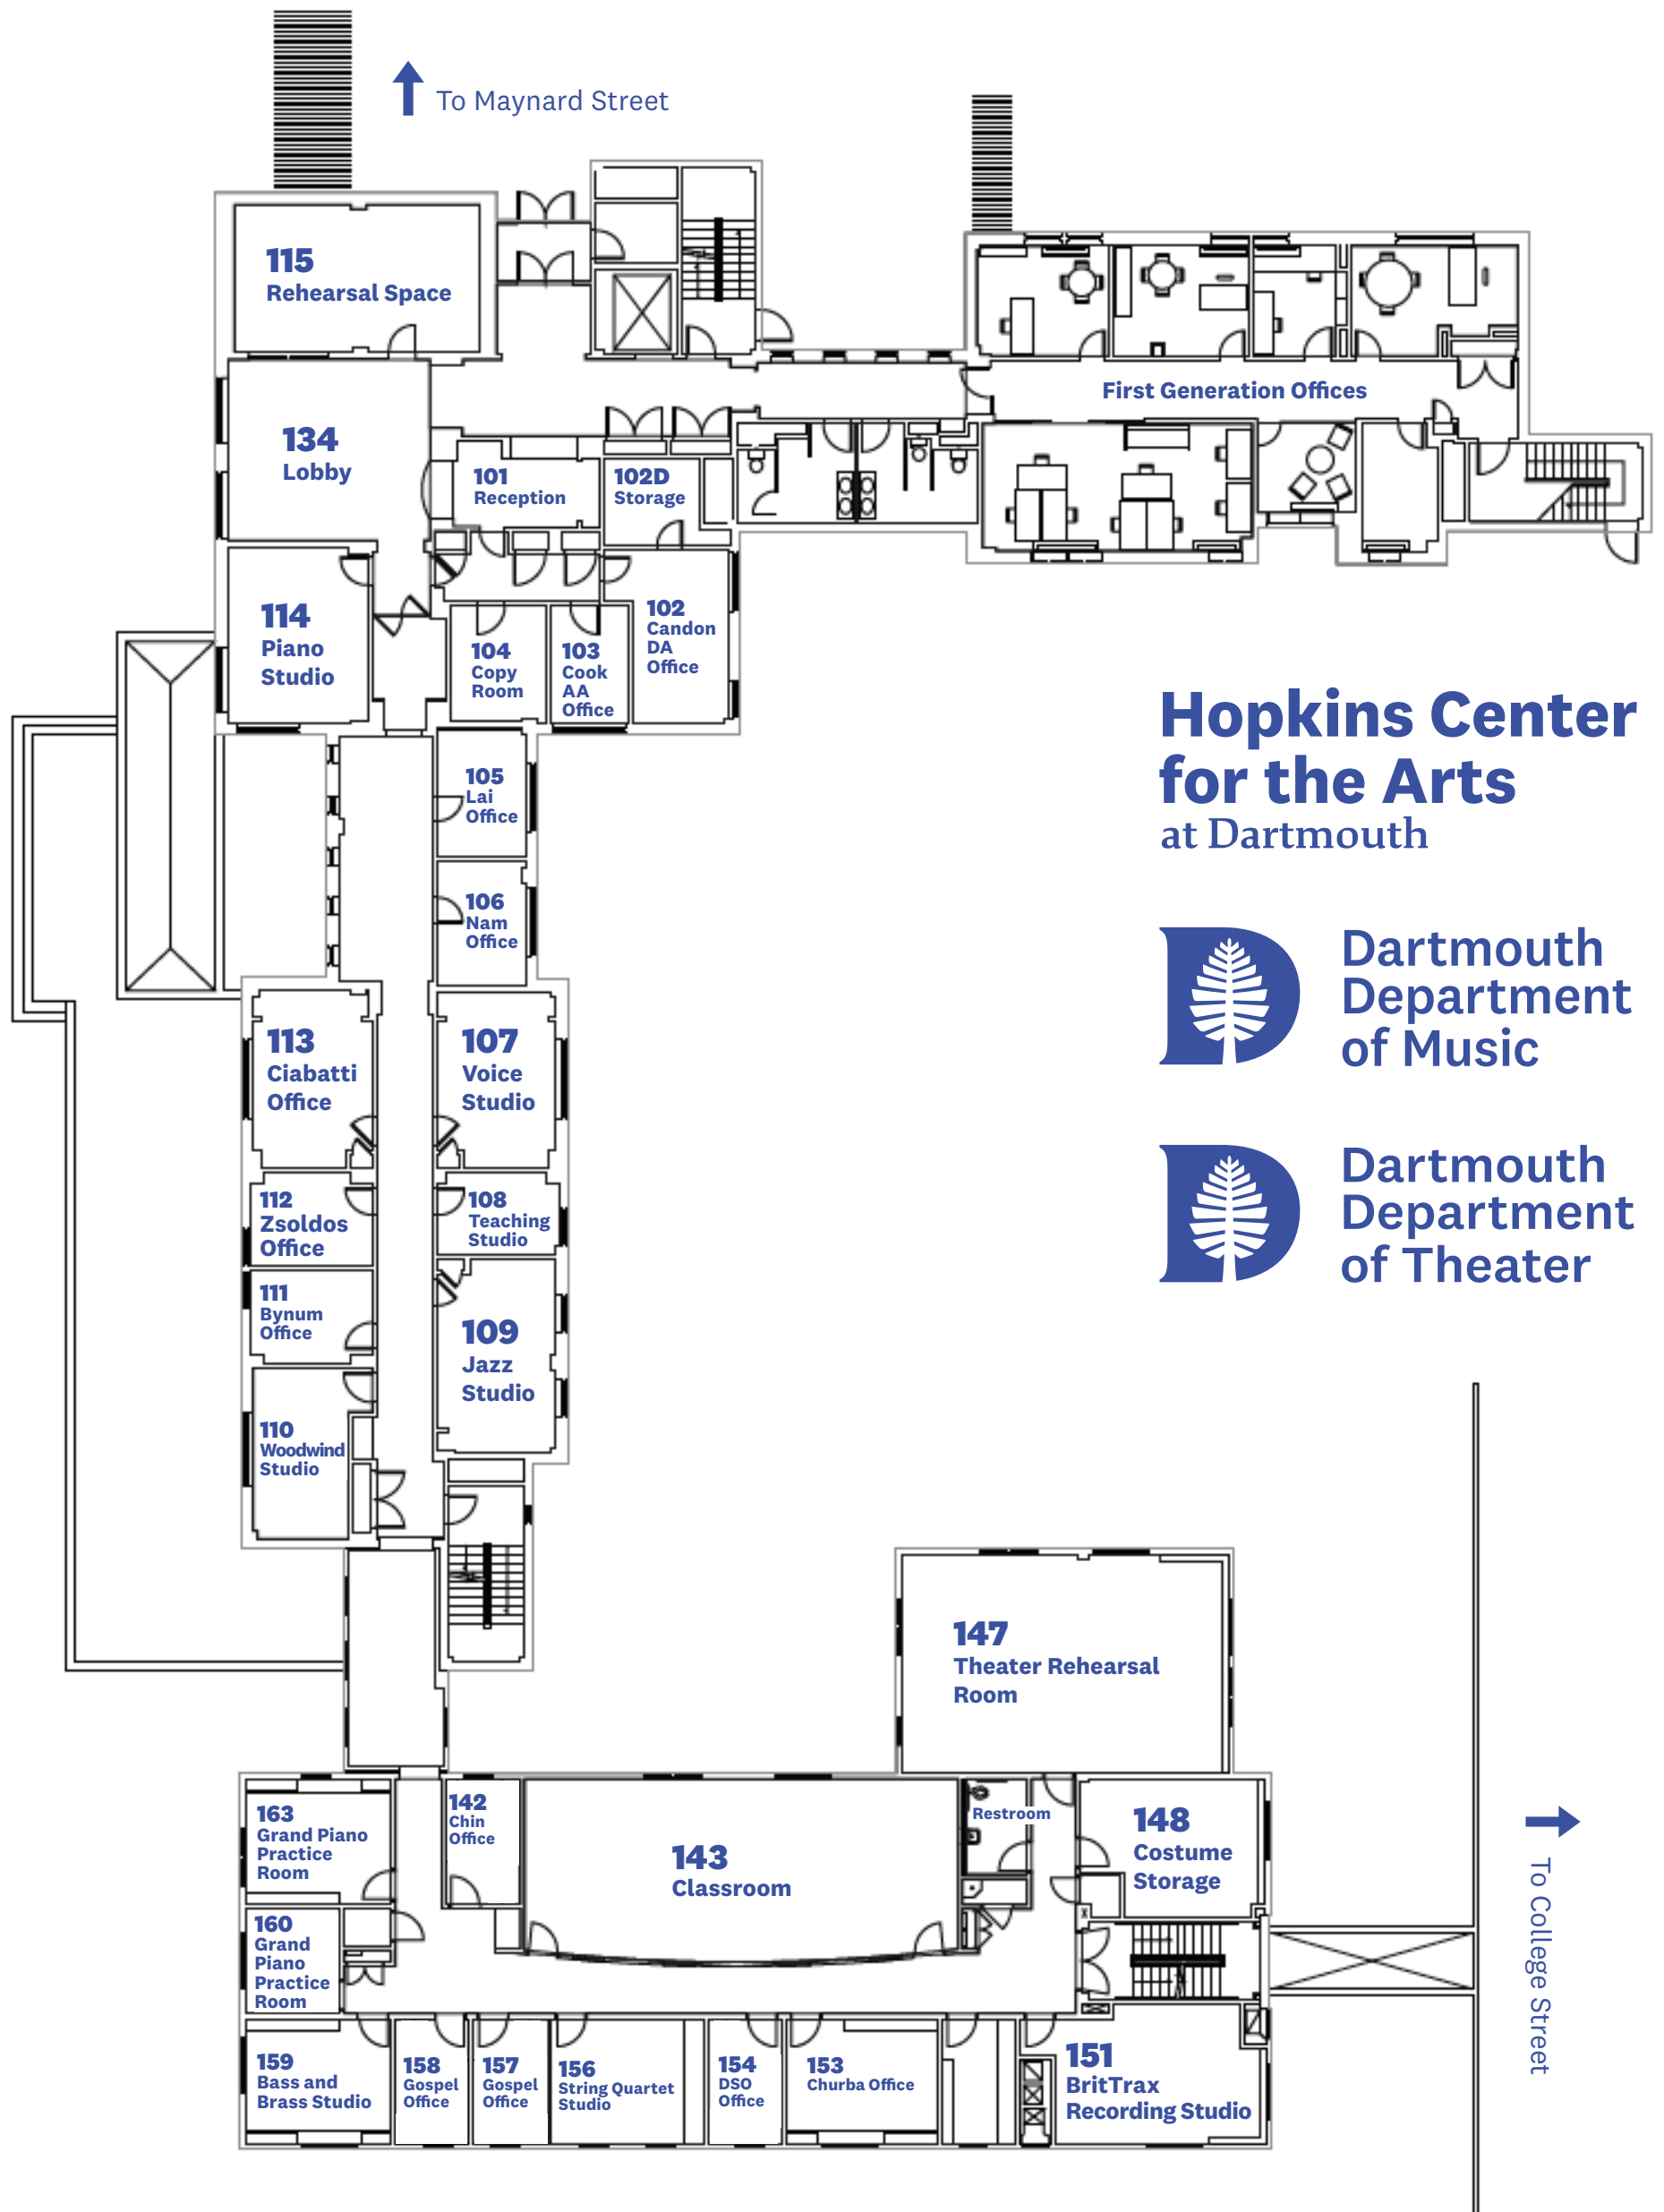 To Maynard Street
115
Rehearsal Space
First Generation Offices
134
Lobby
101
Reception
102D
Storage
114
Piano
Studio
104
Copy
Room
103
Cook
AA
Office
102
Candon
DA
Office
Hopkins Center
for the Arts
at Dartmouth
105
Lai
Office
106
Nam
Office
Dartmouth
Department
of Music
113
Ciabatti
Office
107
Voice
Studio
Dartmouth
Department
of Theater
112
Zsoldos
Office
108
Teaching
Studio
111
Bynum
Office
109
Jazz
Studio
110
Woodwind
Studio
147
Theater Rehearsal
Room
163
Grand Piano
Practice
Room
142
Chin
Office
143
Classroom
Restroom
148
Costume
Storage
To College Street
160
Grand
Piano
Practice
Room
159
Bass and
Brass Studio
158
Gospel
Office
157
Gospel
Office
156
String Quartet
Studio
154
DSO
Office
153
Churba Office
151
BritTrax
Recording Studio